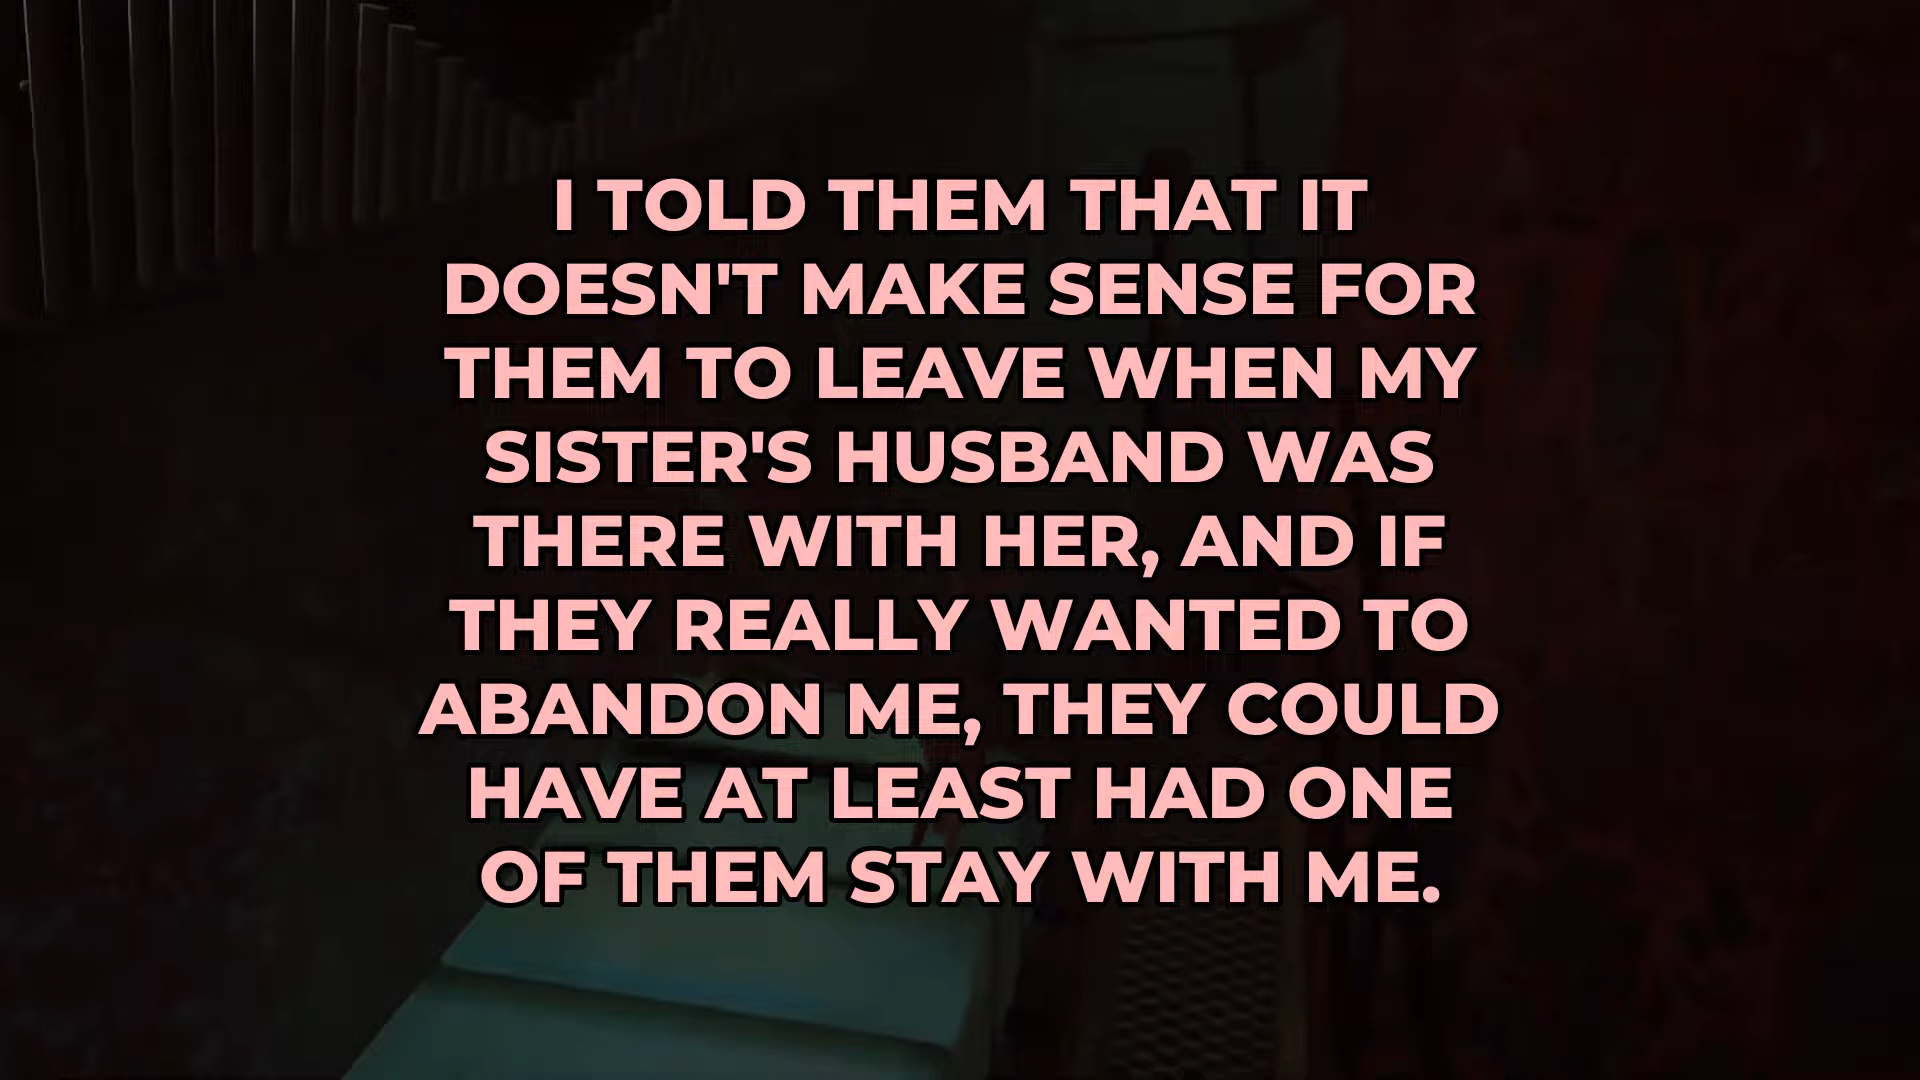 I TOLD THEM THAT IT
DOESN'T MAKE SENSE FOR
THEM TO LEAVE WHEN MY
SISTER'S HUSBAND WAS
THERE WITH HER, AND IF
THEY REALLY WANTED TO
ABANDON ME, THEY COULD
HAVE AT LEAST HAD ONE
OF THEM STAY WITH ME.